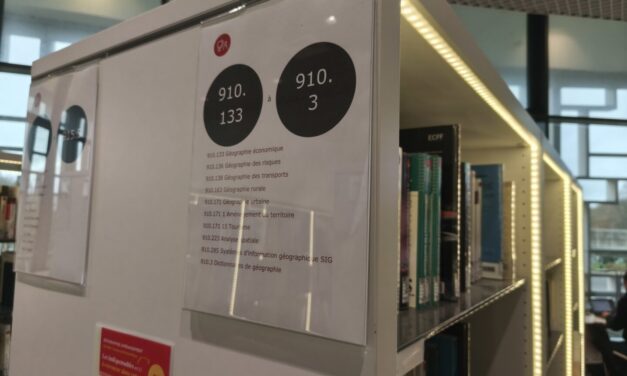 910.
133
à
910.
3
910.133 Géographie économique
910.136 Géographie des risques
910.138 Géographie des transports
910.163 Géographie rurale
910.171 Géographie urbaine
910.171 1 Aménagement du territoire
910.171 15 Tourisme
910.225 Analyse spatiale
910.285 Systèmes d'information géographique SIG
910.3 Dictionnaires de géographie
ECPF